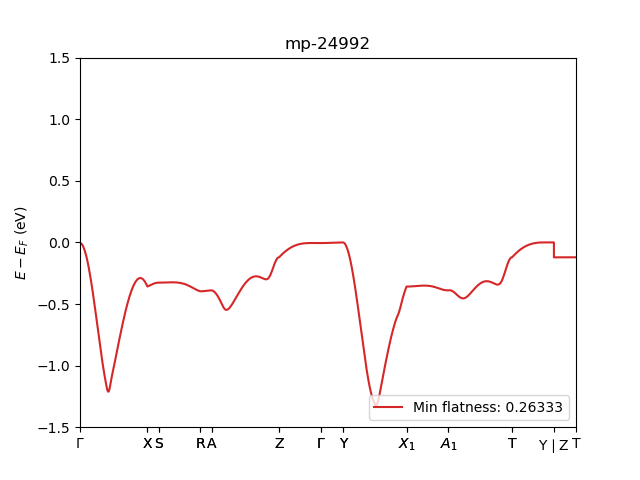 mp-24992
E − E_F (eV)
1.5
1.0
0.5
0.0
−0.5
−1.0
−1.5
Min flatness: 0.26333
Γ X S R A Z Γ Y X₁ A₁ T Y | Z T